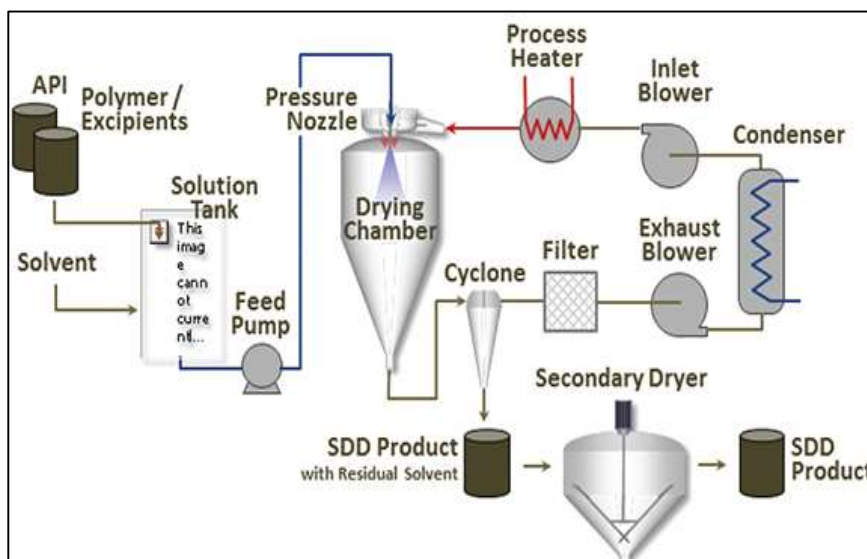 API
Polymer /
Excipients
Solvent
Solution
Tank
This
imag
e
cann
ot
curre
ntl...
Feed
Pump
Pressure
Nozzle
Drying
Chamber
Process
Heater
Inlet
Blower
Condenser
Cyclone
Filter
Exhaust
Blower
SDD Product
with Residual Solvent
Secondary Dryer
SDD
Product